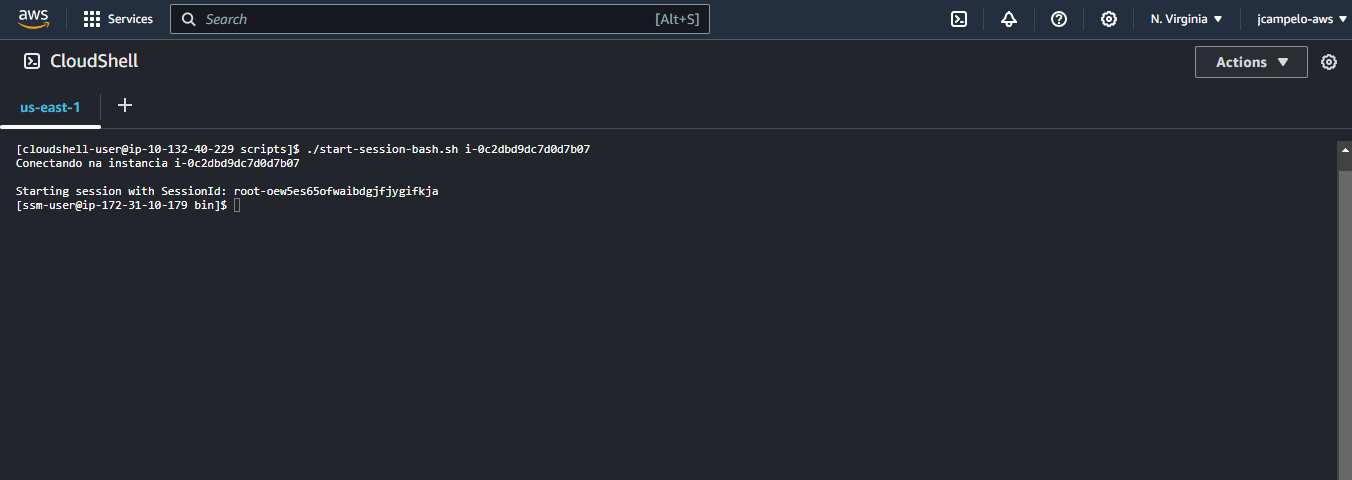 aws Services Search [Alt+S] N. Virginia jcampelo-aws
CloudShell Actions
us-east-1
[cloudshell-user@ip-10-132-40-229 scripts]$ ./start-session-bash.sh i-0c2dbd9dc7d0d7b07
Conectando na instancia i-0c2dbd9dc7d0d7b07
Starting session with SessionId: root-oew5es65ofwaibdgjfjygifkja
[ssm-user@ip-172-31-10-179 bin]$